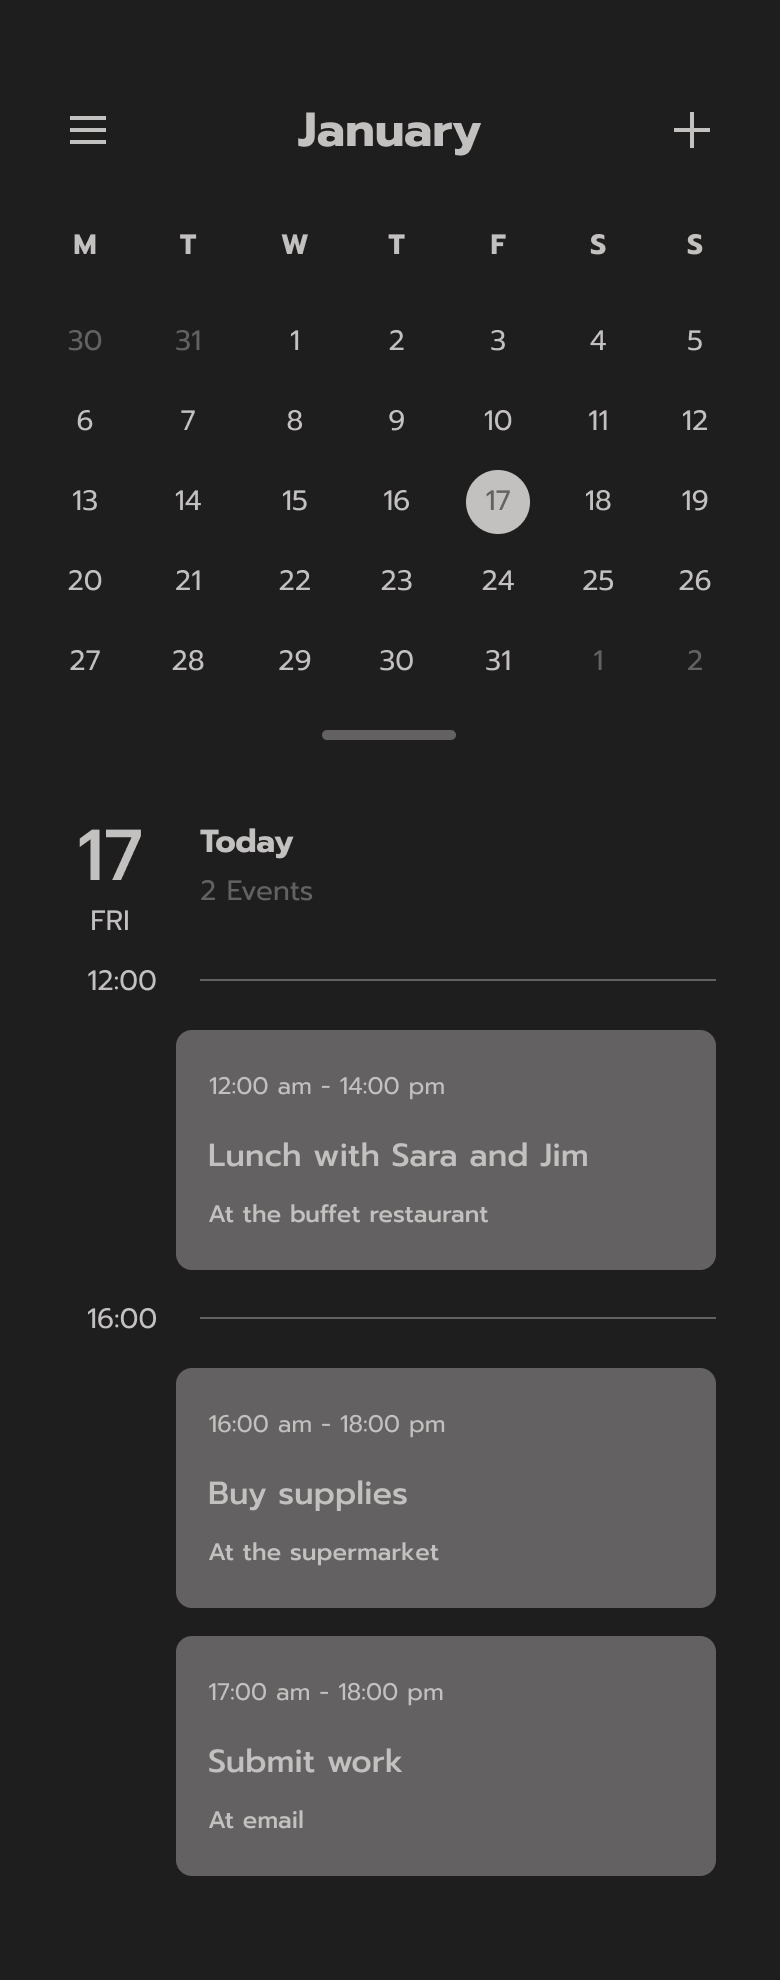 January
M T W T F S S
30 31 1 2 3 4 5
6 7 8 9 10 11 12
13 14 15 16 17 18 19
20 21 22 23 24 25 26
27 28 29 30 31 1 2
17 Today
2 Events
FRI
12:00
12:00 am - 14:00 pm
Lunch with Sara and Jim
At the buffet restaurant
16:00
16:00 am - 18:00 pm
Buy supplies
At the supermarket
17:00 am - 18:00 pm
Submit work
At email